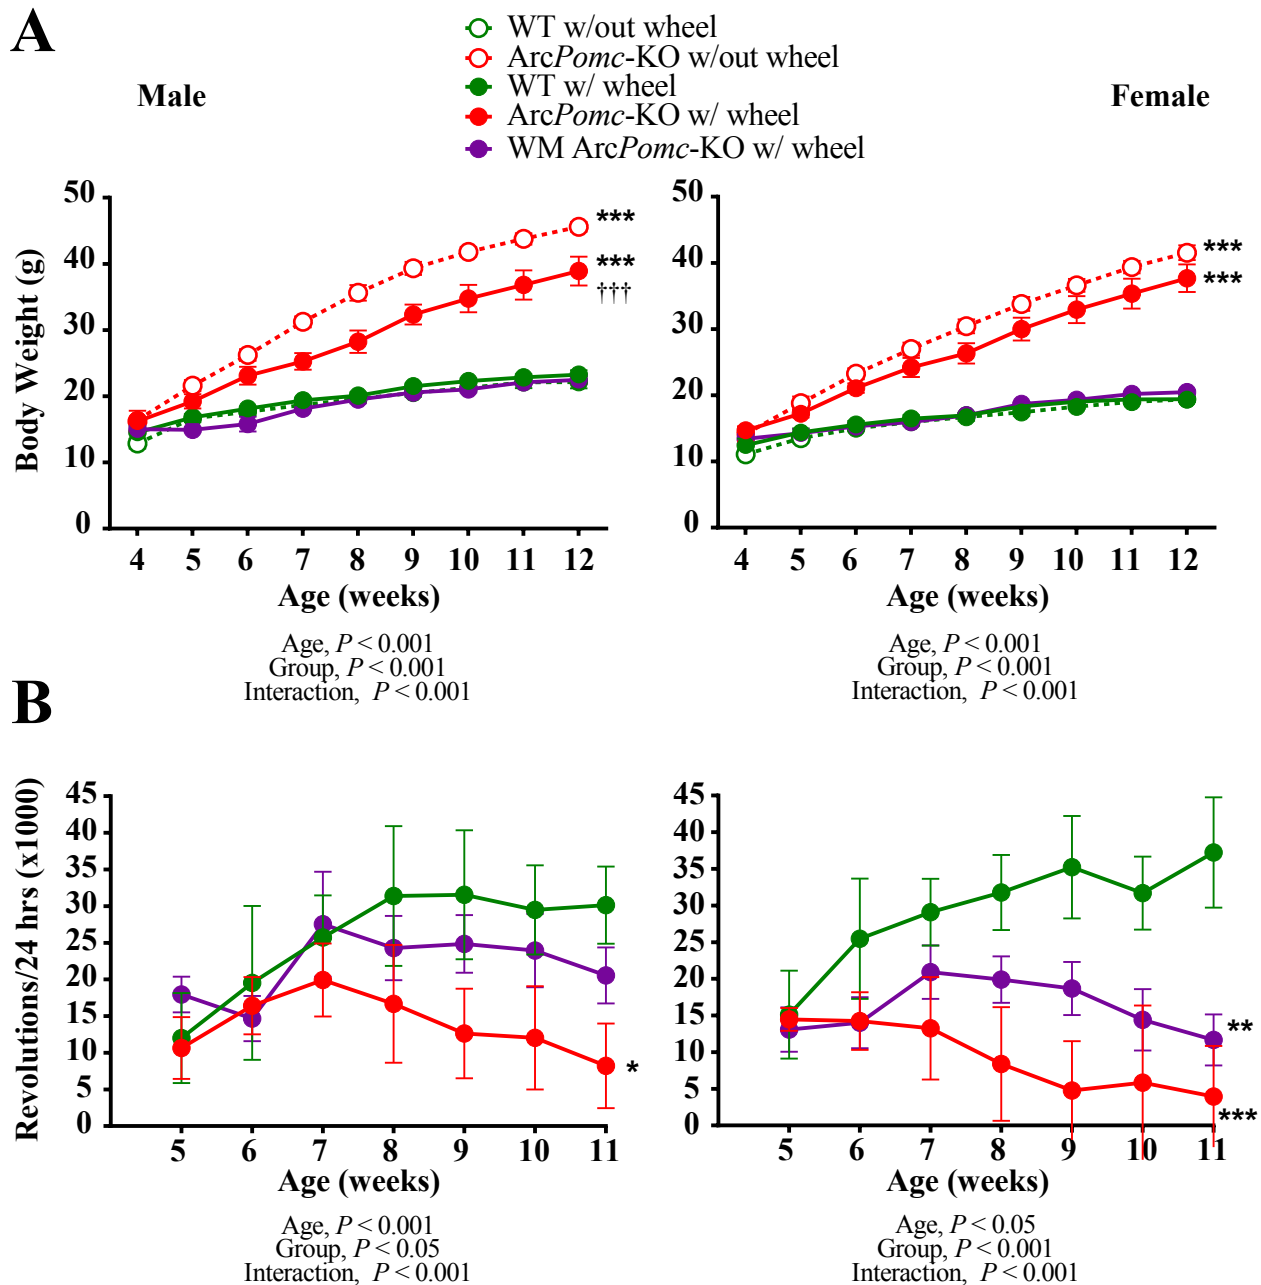 A
WT w/out wheel
ArcPomc-KO w/out wheel
WT w/ wheel
ArcPomc-KO w/ wheel
WM ArcPomc-KO w/ wheel
Male
Female
Body Weight (g)
50
40
30
20
10
0
***
***
†††
4 5 6 7 8 9 10 11 12
Age (weeks)
Age, P < 0.001
Group, P < 0.001
Interaction, P < 0.001
50
40
30
20
10
0
***
***
4 5 6 7 8 9 10 11 12
Age (weeks)
Age, P < 0.001
Group, P < 0.001
Interaction, P < 0.001
B
Revolutions/24 hrs (x1000)
45
40
35
30
25
20
15
10
5
0
*
5 6 7 8 9 10 11
Age (weeks)
Age, P < 0.001
Group, P < 0.05
Interaction, P < 0.001
45
40
35
30
25
20
15
10
5
0
**
***
5 6 7 8 9 10 11
Age (weeks)
Age, P < 0.05
Group, P < 0.001
Interaction, P < 0.001